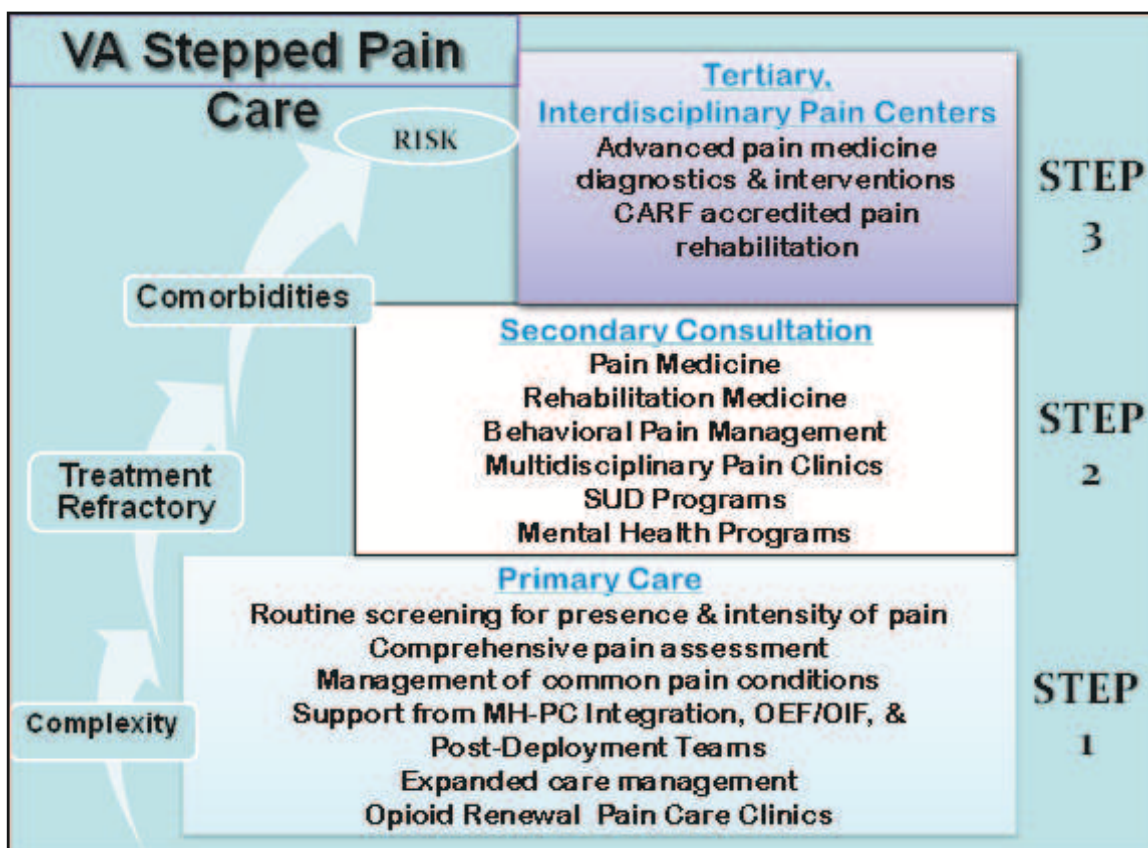 VA Stepped Pain
Care
RISK
Tertiary,
Interdisciplinary Pain Centers
Advanced pain medicine
diagnostics & interventions
CARF accredited pain
rehabilitation
STEP
3
Comorbidities
Secondary Consultation
Pain Medicine
Rehabilitation Medicine
Behavioral Pain Management
Multidisciplinary Pain Clinics
SUD Programs
Mental Health Programs
STEP
2
Treatment
Refractory
Primary Care
Routine screening for presence & intensity of pain
Comprehensive pain assessment
Management of common pain conditions
Support from MH-PC Integration, OEF/OIF, &
Post-Deployment Teams
Expanded care management
Opioid Renewal Pain Care Clinics
STEP
1
Complexity